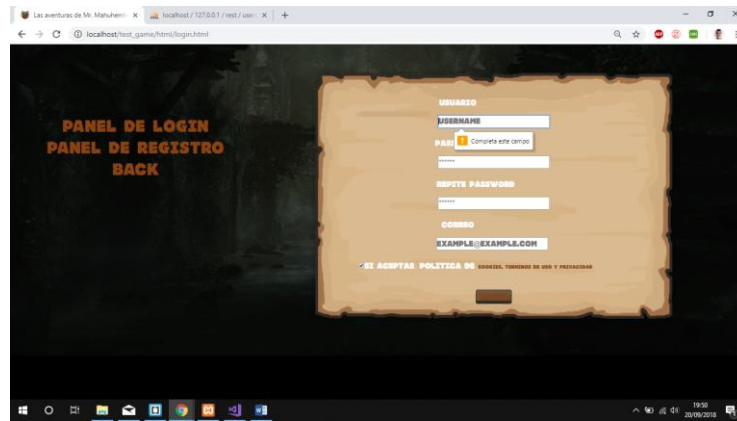 Las aventuras de Mr. Mahuhem
localhost / 127.0.0.1 / rest / user
localhost/test_game/html/login.html
PANEL DE LOGIN
PANEL DE REGISTRO
BACK
USUARIO
USERNAME
Completa este campo
******
REPITE PASSWORD
******
CORREO
EXAMPLE@EXAMPLE.COM
SI ACEPTAS POLITICA DE COOKIES, TERMINOS DE USO Y PRIVACIDAD
19:50
20/09/2018